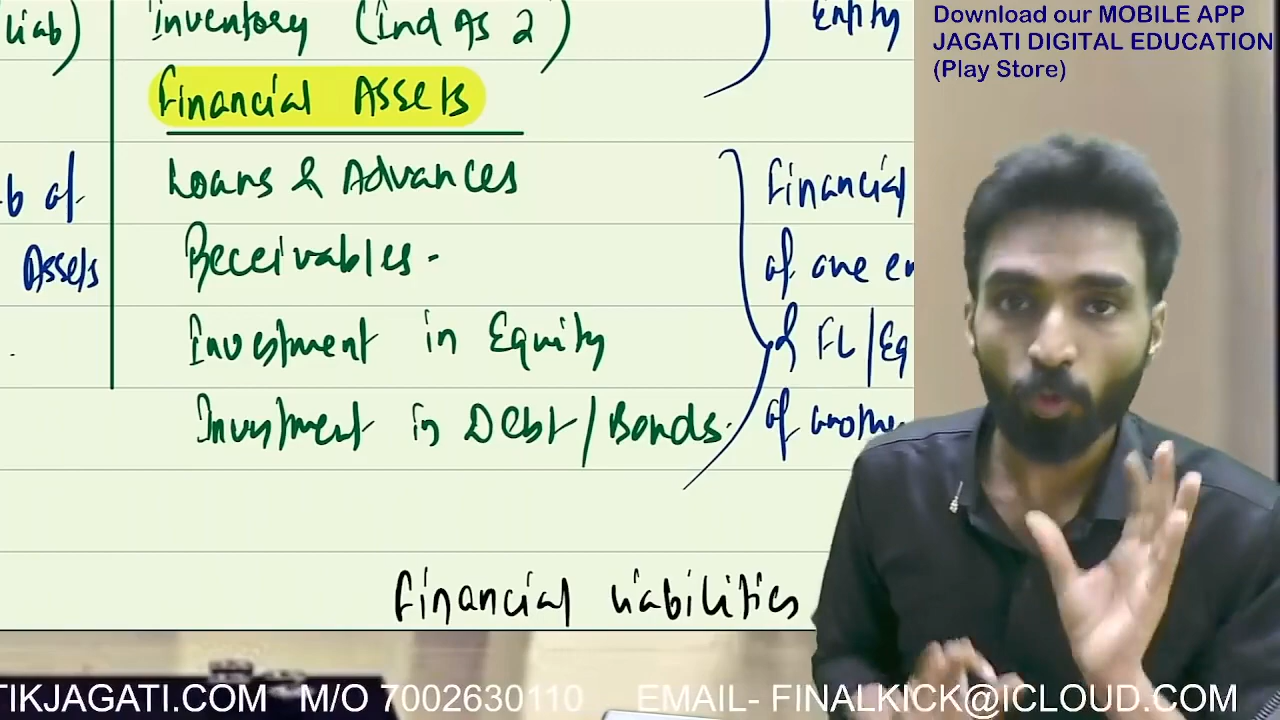 Download our MOBILE APP
JAGATI DIGITAL EDUCATION
(Play Store)
liab) Inventory (Ind As 2) Entity
Financial Assets
Loans & Advances Financial
of Assets Receivables. of one
Investment in Equity FL/Eq
Investment in Debt/Bonds. of
Financial Liabilities
TIKJAGATI.COM M/O 7002630110 EMAIL- FINALKICK@ICLOUD.COM